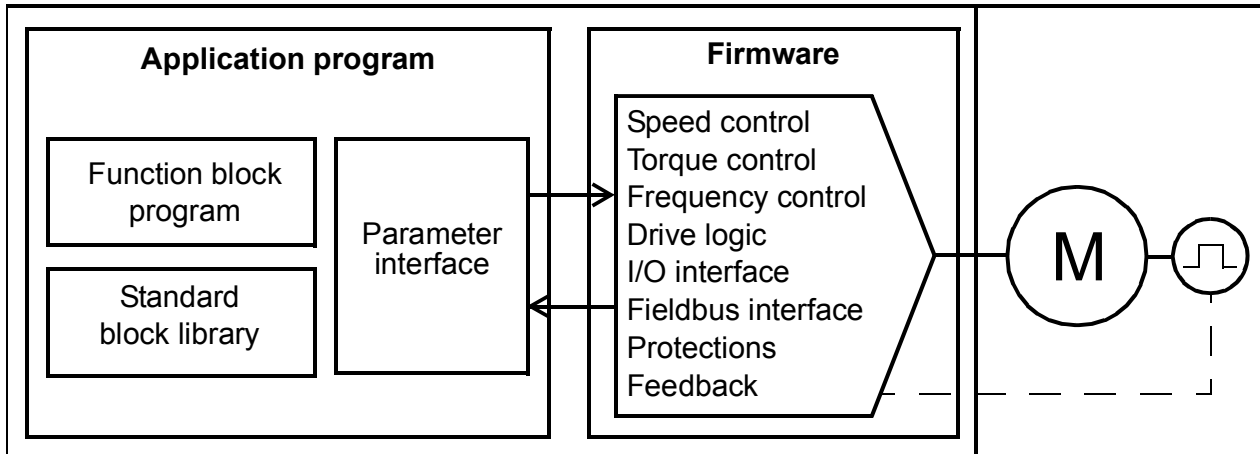 Application program
Function block
program
Standard
block library
Parameter
interface
Firmware
Speed control
Torque control
Frequency control
Drive logic
I/O interface
Fieldbus interface
Protections
Feedback
M